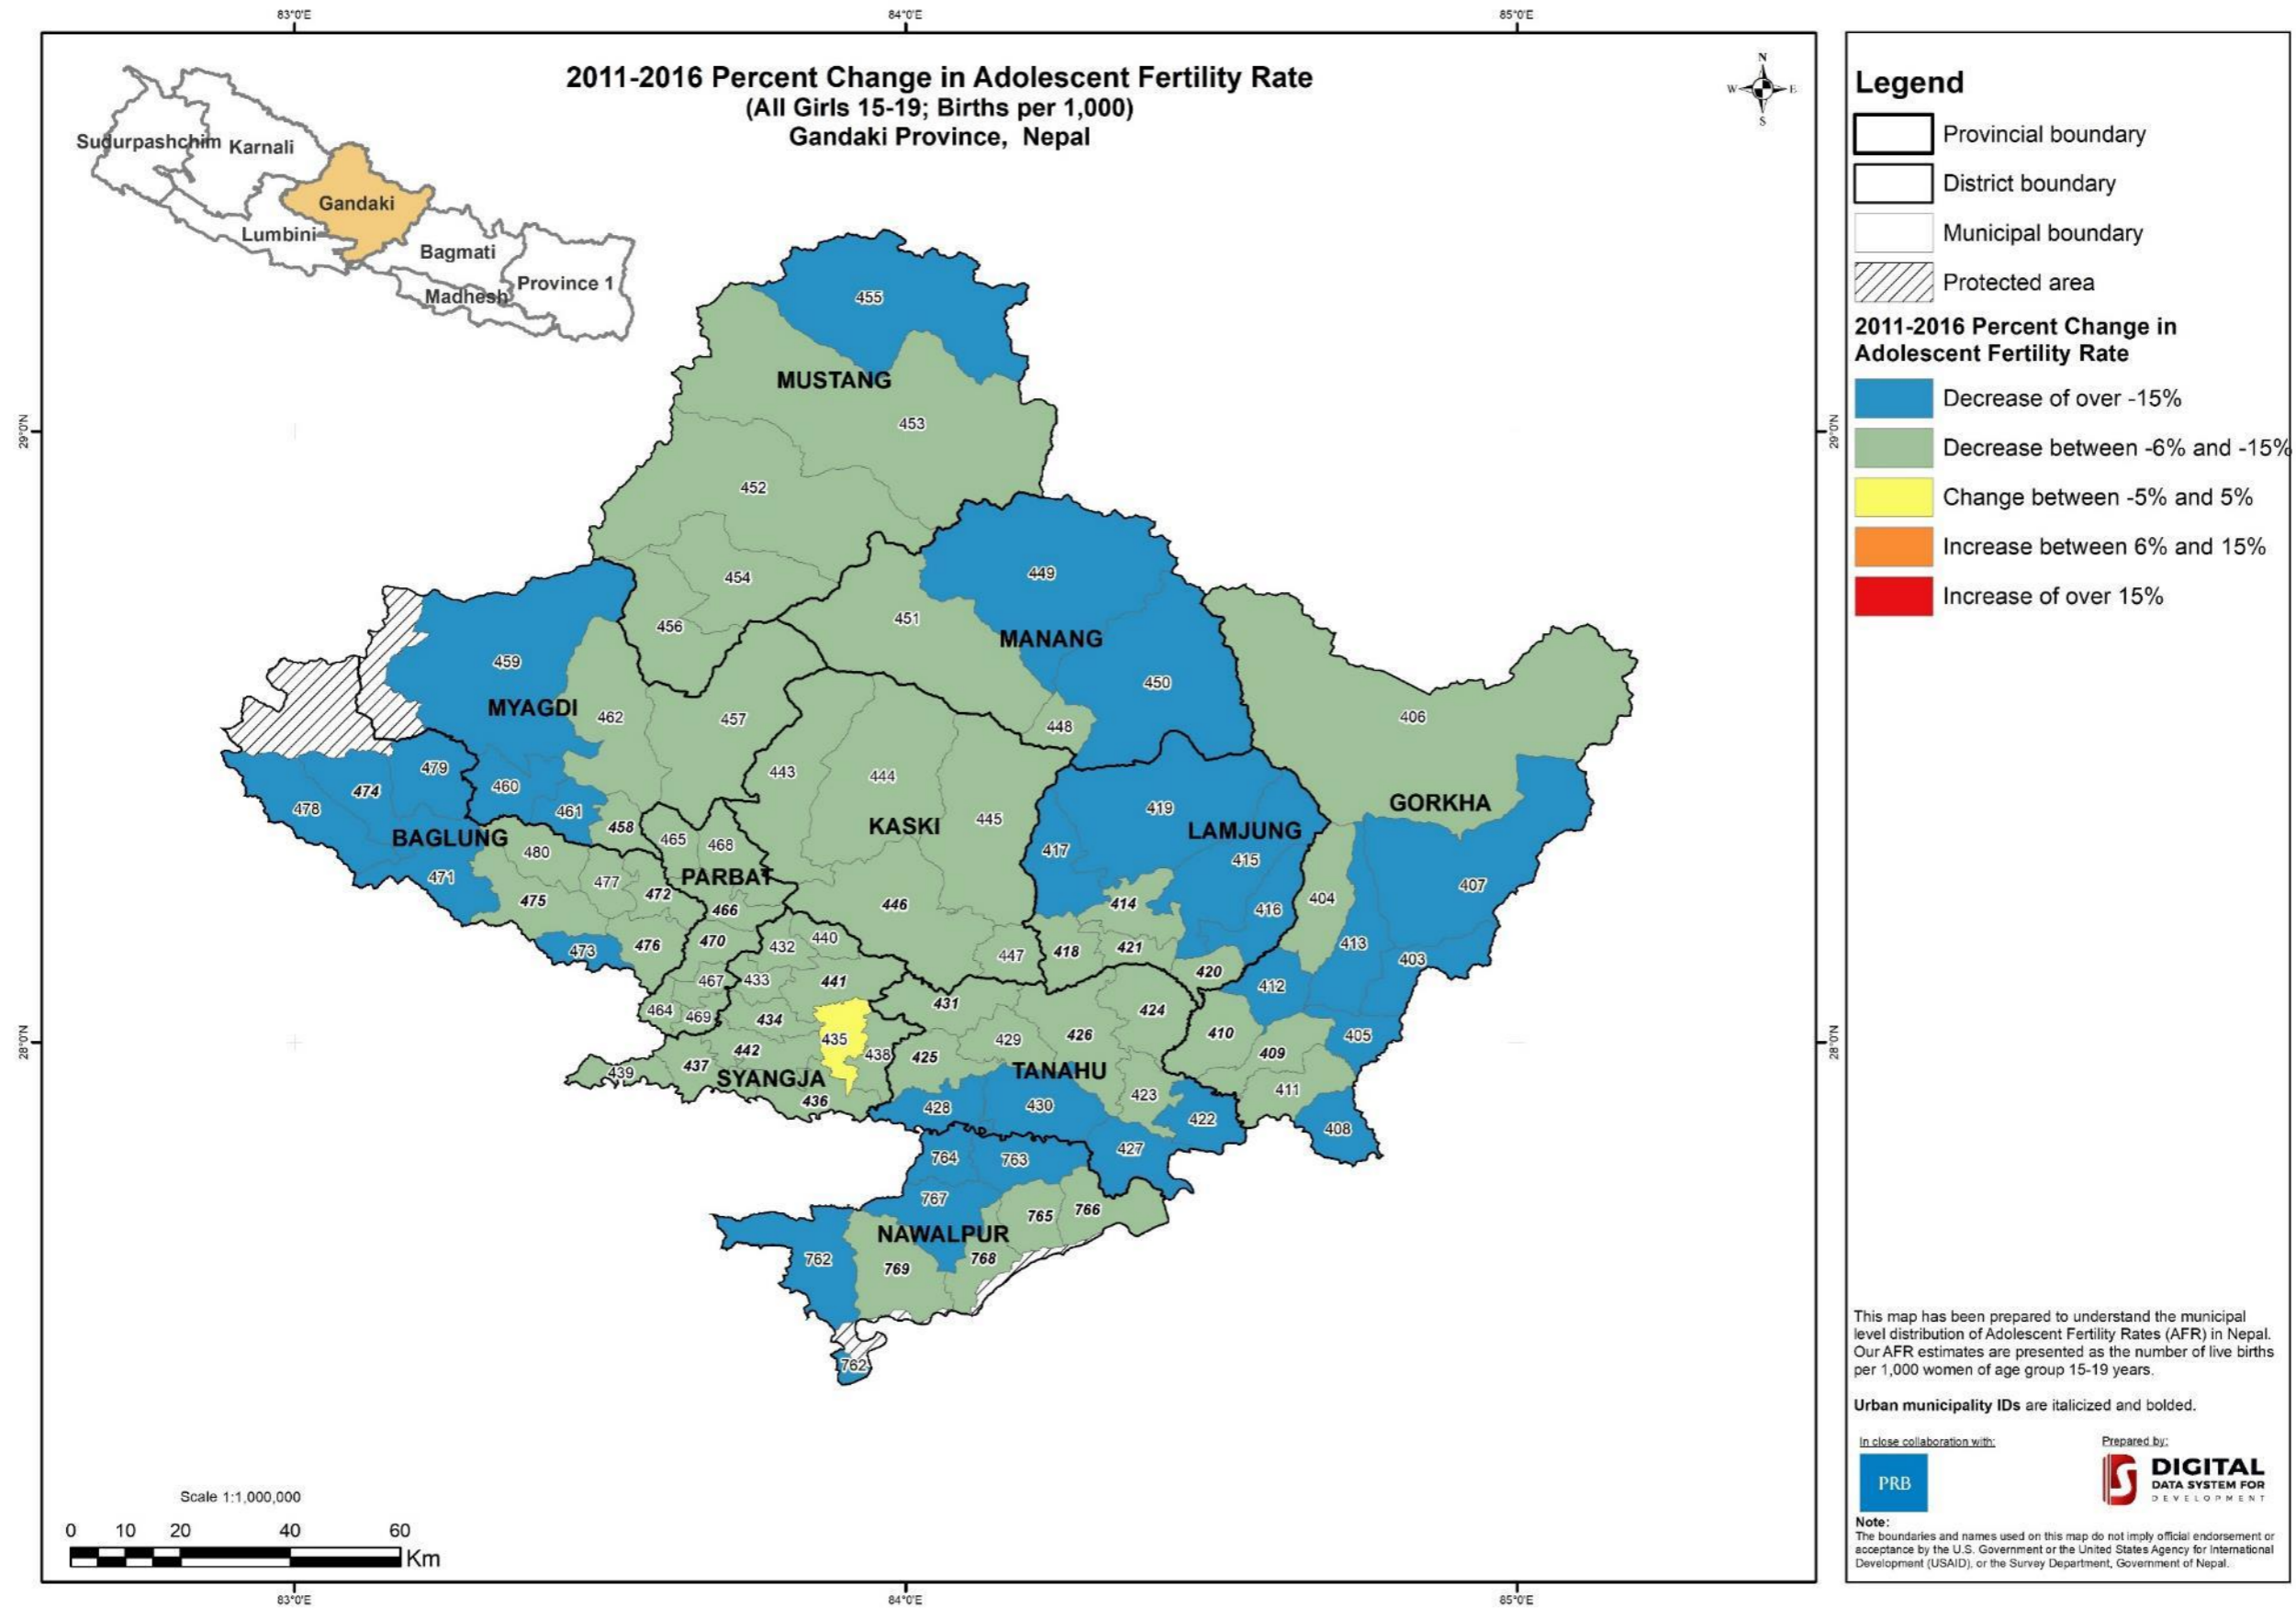 83°0'E
84°0'E
85°0'E
2011-2016 Percent Change in Adolescent Fertility Rate
(All Girls 15-19; Births per 1,000)
Gandaki Province, Nepal
N
W
E
S
Sudurpashchim
Karnali
Gandaki
Lumbini
Bagmati
Province 1
Madhesh
455
MUSTANG
453
29°0'N
29°0'N
452
454
449
456
451
MANANG
459
450
MYAGDI
462
457
448
406
479
443
444
460
474
478
461
458
KASKI
445
419
GORKHA
BAGLUNG
465
468
LAMJUNG
480
417
415
471
477
PARBAT
472
407
475
466
446
414
416
404
473
476
470
432
440
447
418
421
413
403
467
433
441
420
412
464
469
434
431
424
28°0'N
435
429
426
410
405
28°0'N
442
438
425
409
439
437
SYANGJA
TANAHU
436
423
411
428
430
422
408
764
763
427
767
765
766
NAWALPUR
762
769
768
762
Legend
Provincial boundary
District boundary
Municipal boundary
Protected area
2011-2016 Percent Change in
Adolescent Fertility Rate
Decrease of over -15%
Decrease between -6% and -15%
Change between -5% and 5%
Increase between 6% and 15%
Increase of over 15%
This map has been prepared to understand the municipal
level distribution of Adolescent Fertility Rates (AFR) in Nepal.
Our AFR estimates are presented as the number of live births
per 1,000 women of age group 15-19 years.
Urban municipality IDs are italicized and bolded.
In close collaboration with:
PRB
Prepared by:
DIGITAL
DATA SYSTEM FOR
DEVELOPMENT
Note:
The boundaries and names used on this map do not imply official endorsement or
acceptance by the U.S. Government or the United States Agency for International
Development (USAID), or the Survey Department, Government of Nepal.
Scale 1:1,000,000
0 10 20 40 60
Km
83°0'E
84°0'E
85°0'E